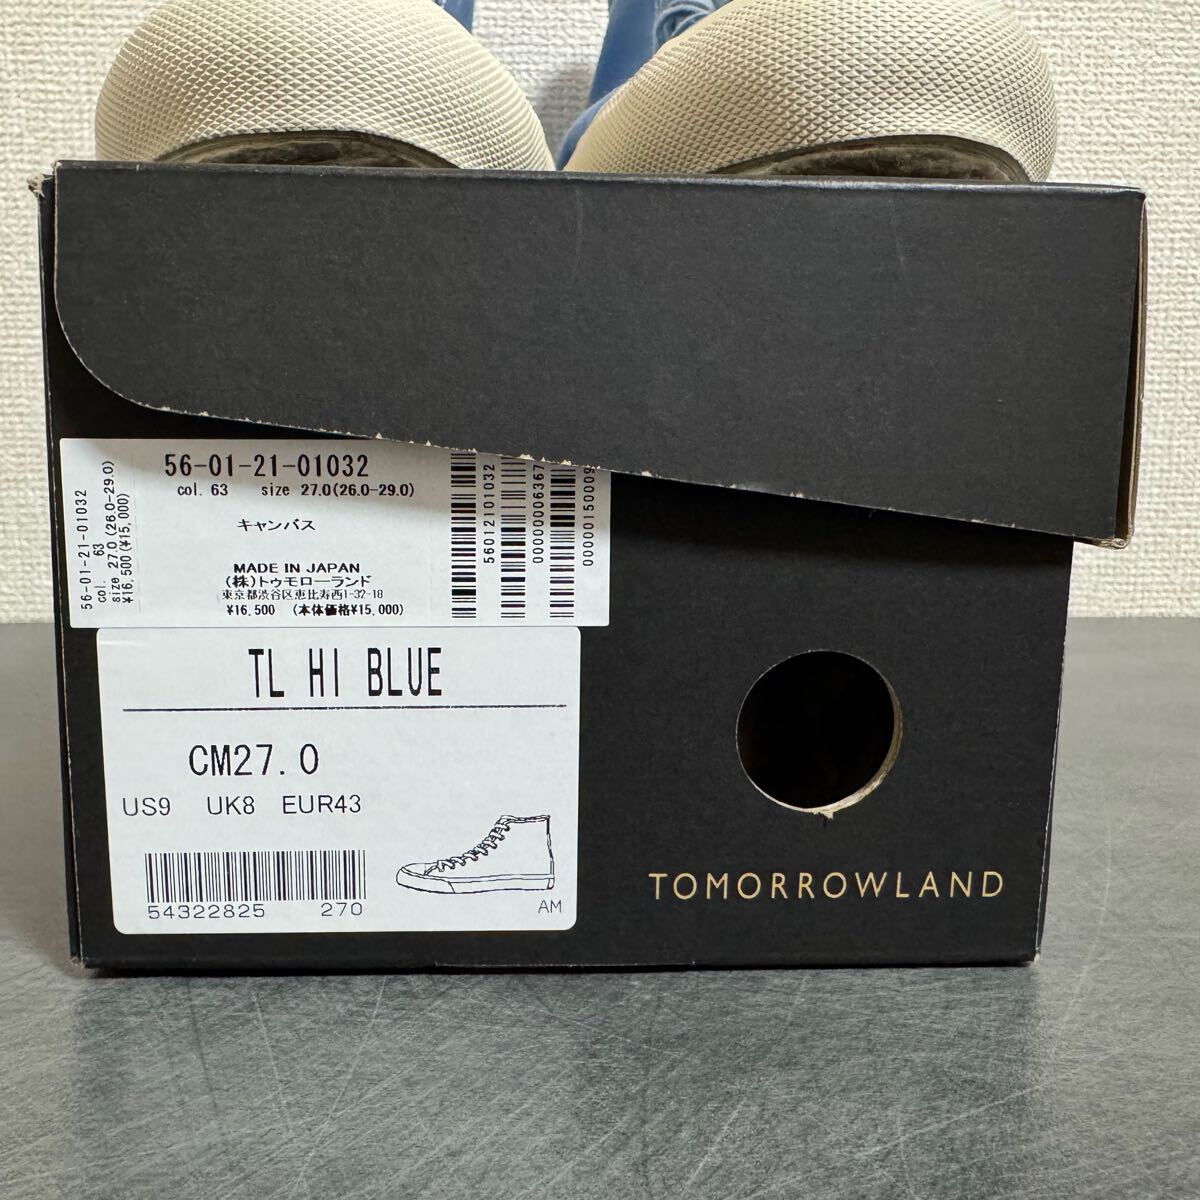 56-01-21-01032
col. 63 size 27.0(26.0-29.0)
キャンバス
MADE IN JAPAN
(株)トゥモローランド
東京都渋谷区恵比寿西1-32-18
¥16,500 (本体価格¥15,000)
56-01-21-01032
col. 63
size 27.0 (26.0-29.0)
¥16,500(¥15,000)
56012101032
0000006367
00000150009
TL HI BLUE
CM27.0
US9 UK8 EUR43
54322825 270
AM
TOMORROWLAND